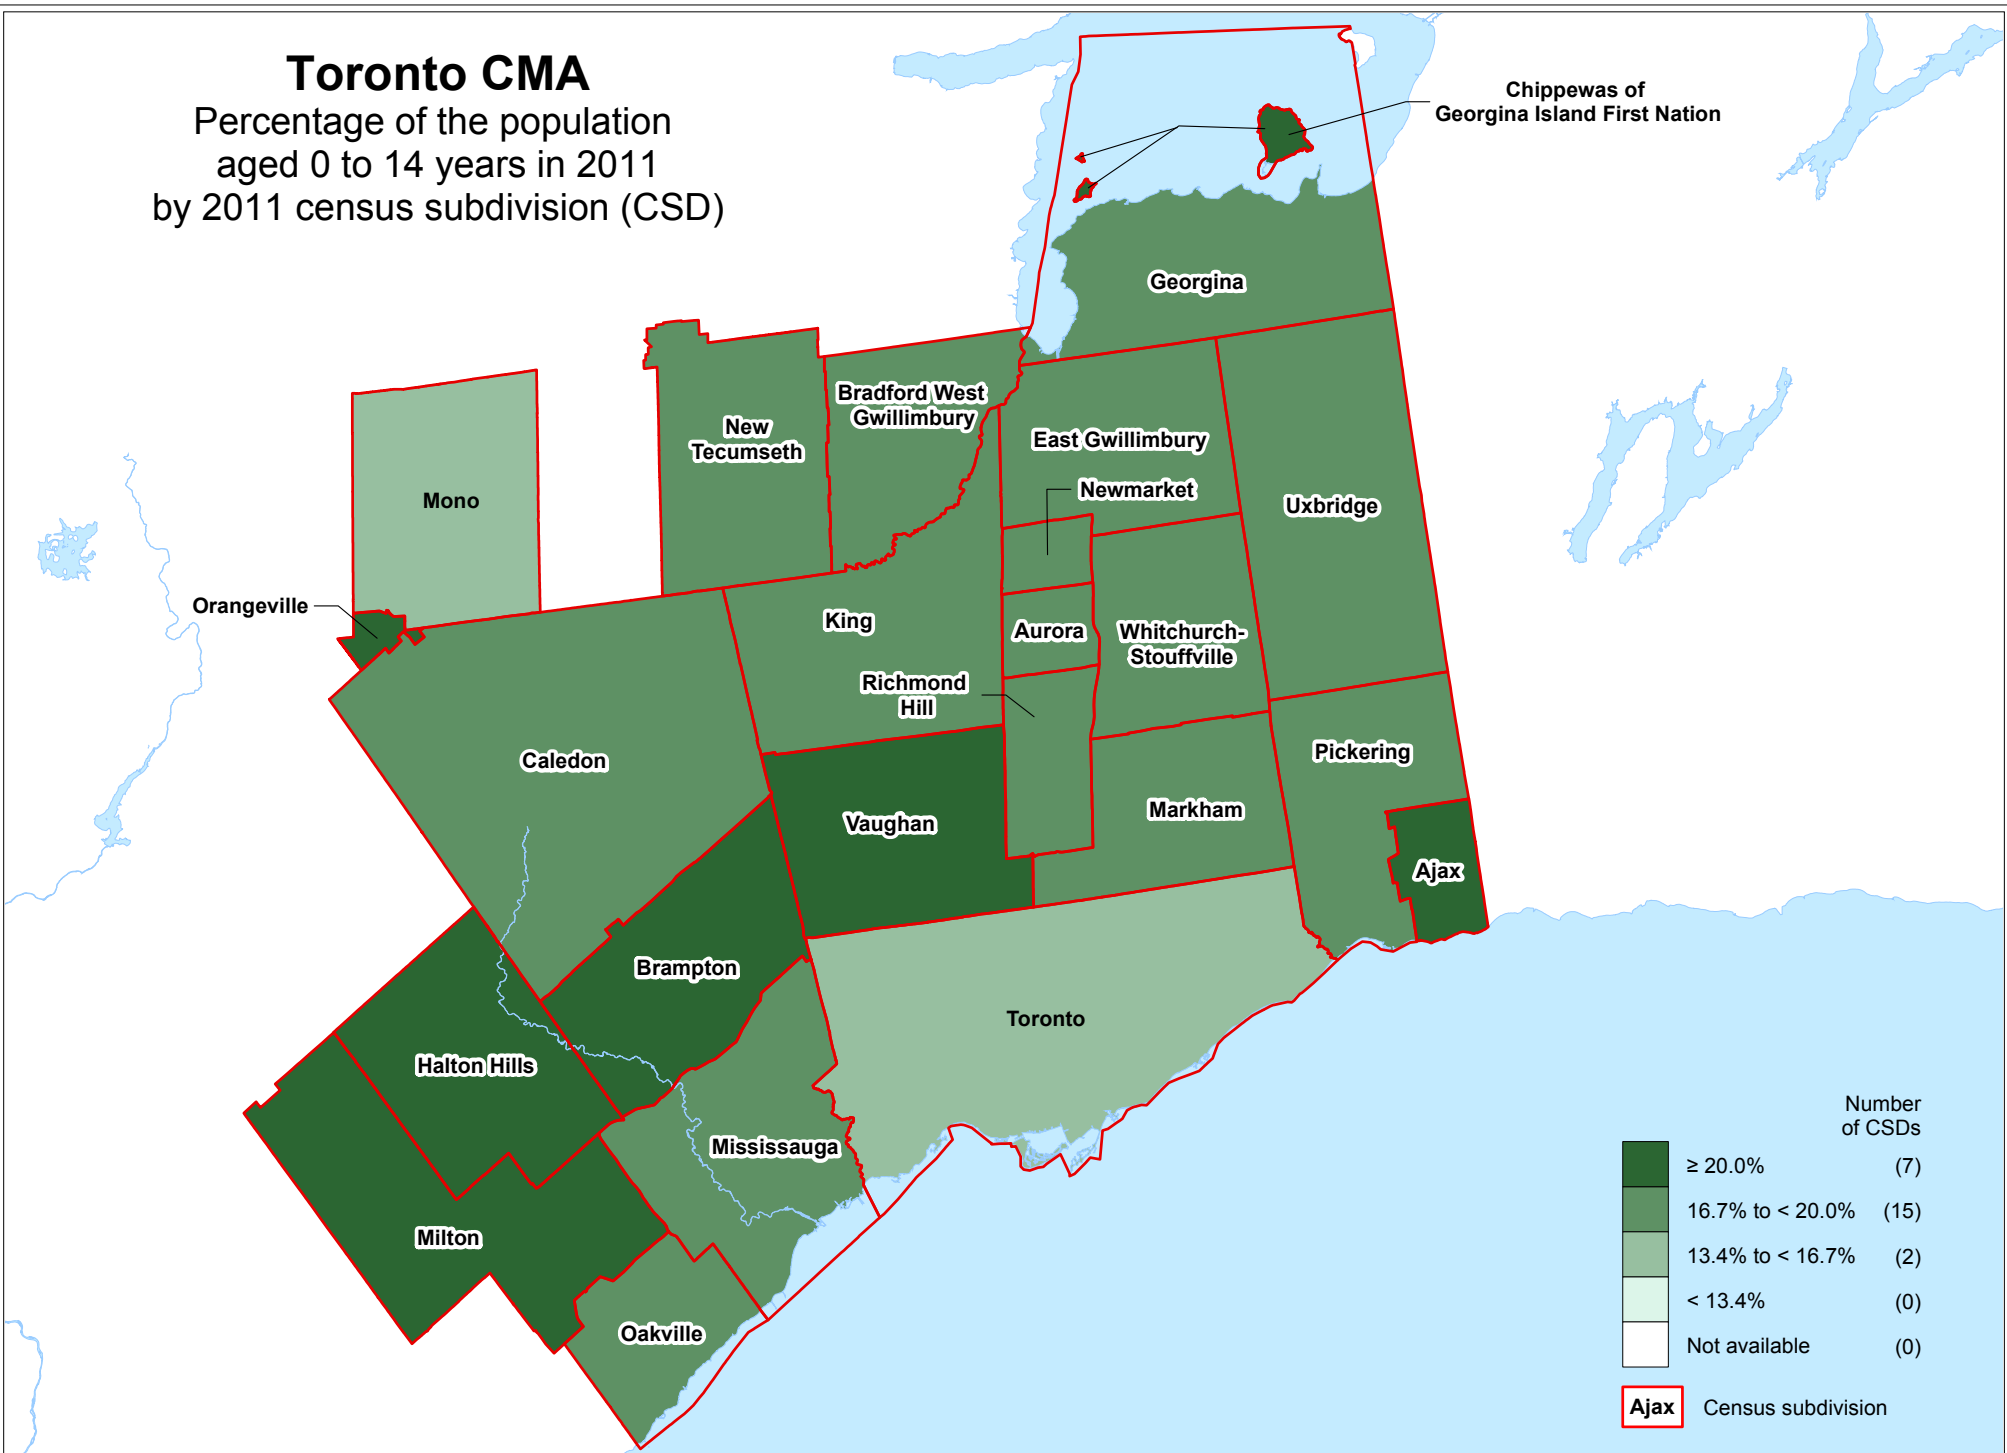 Toronto CMA
Percentage of the population
aged 0 to 14 years in 2011
by 2011 census subdivision (CSD)
Chippewas of
Georgina Island First Nation
Georgina
Bradford West
Gwillimbury
New
Tecumseth
East Gwillimbury
Mono
Newmarket
Uxbridge
Orangeville
King
Aurora
Whitchurch-
Stouffville
Richmond
Hill
Caledon
Pickering
Vaughan
Markham
Ajax
Brampton
Toronto
Halton Hills
Mississauga
Milton
Oakville
Number
of CSDs
≥ 20.0% (7)
16.7% to < 20.0% (15)
13.4% to < 16.7% (2)
< 13.4% (0)
Not available (0)
Ajax Census subdivision